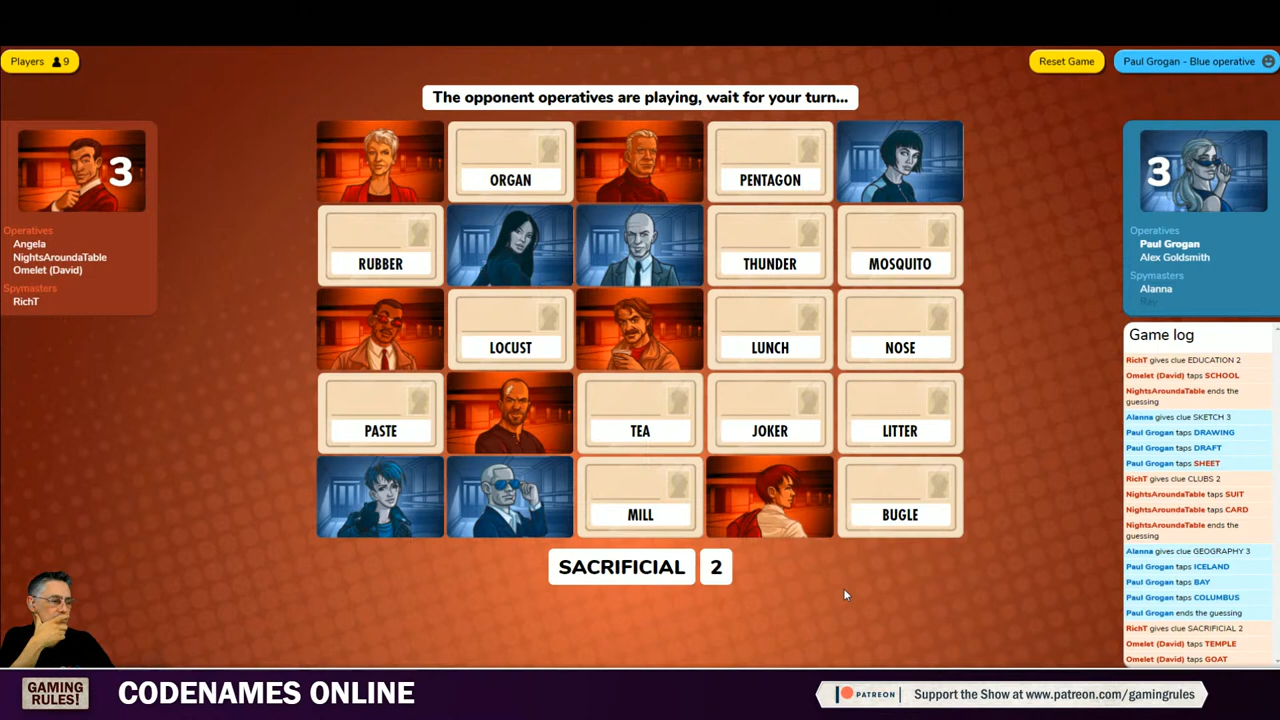 Players 9
Reset Game
Paul Grogan - Blue operative
The opponent operatives are playing, wait for your turn...
3
Operatives
Angela
NightsAroundaTable
Omelet (David)
Spymasters
RichT
ORGAN
PENTAGON
RUBBER
THUNDER
MOSQUITO
LOCUST
LUNCH
NOSE
PASTE
TEA
JOKER
LITTER
MILL
BUGLE
SACRIFICIAL 2
3
Operatives
Paul Grogan
Alex Goldsmith
Spymasters
Alanna
Ray
Game log
RichT gives clue EDUCATION 2
Omelet (David) taps SCHOOL
NightsAroundaTable ends the
guessing
Alanna gives clue SKETCH 3
Paul Grogan taps DRAWING
Paul Grogan taps DRAFT
Paul Grogan taps SHEET
RichT gives clue CLUBS 2
NightsAroundaTable taps SUIT
NightsAroundaTable taps CARD
NightsAroundaTable ends the
guessing
Alanna gives clue GEOGRAPHY 3
Paul Grogan taps ICELAND
Paul Grogan taps BAY
Paul Grogan taps COLUMBUS
Paul Grogan ends the guessing
RichT gives clue SACRIFICIAL 2
Omelet (David) taps TEMPLE
Omelet (David) taps GOAT
GAMING
RULES!
CODENAMES ONLINE
PATREON
Support the Show at www.patreon.com/gamingrules